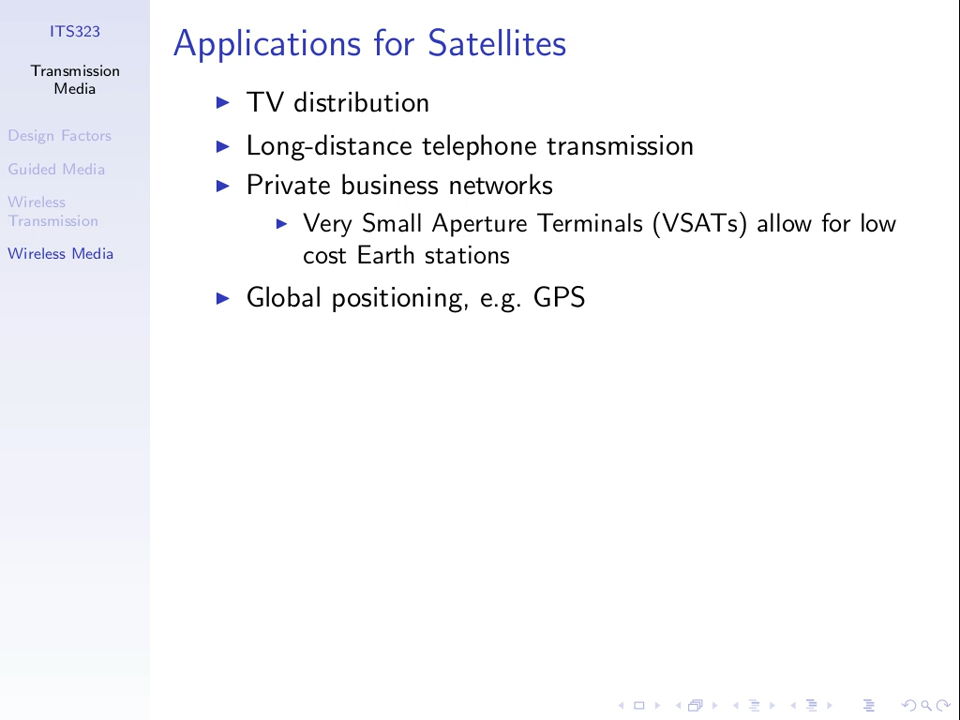 ITS323
Transmission
Media
Design Factors
Guided Media
Wireless
Transmission
Wireless Media
Applications for Satellites
TV distribution
Long-distance telephone transmission
Private business networks
Very Small Aperture Terminals (VSATs) allow for low
cost Earth stations
Global positioning, e.g. GPS